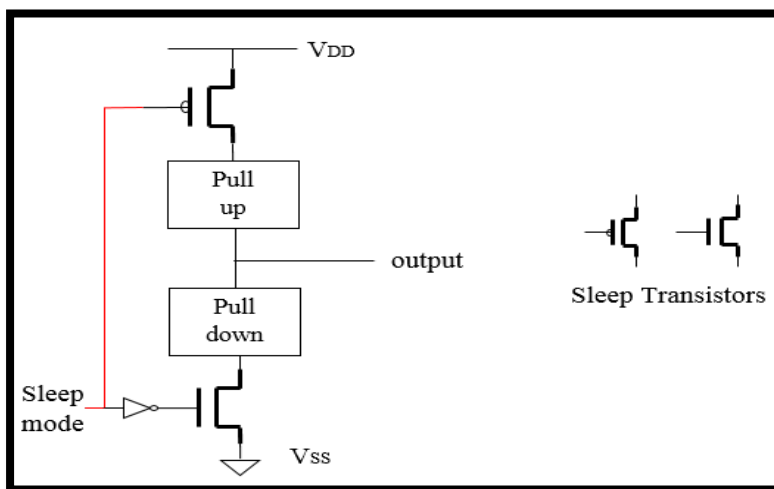 VDD
Pull
up
output
Pull
down
Sleep
mode
Vss
Sleep Transistors